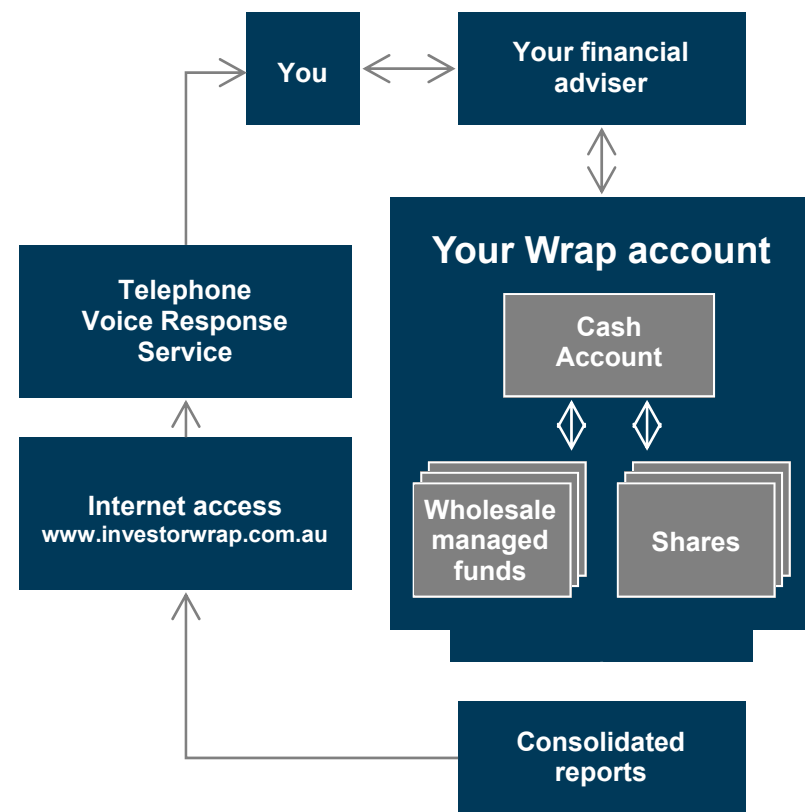 You
Your financial
adviser
Your Wrap account
Cash
Account
Wholesale
managed
funds
Shares
Telephone
Voice Response
Service
Internet access
www.investorwrap.com.au
Consolidated
reports